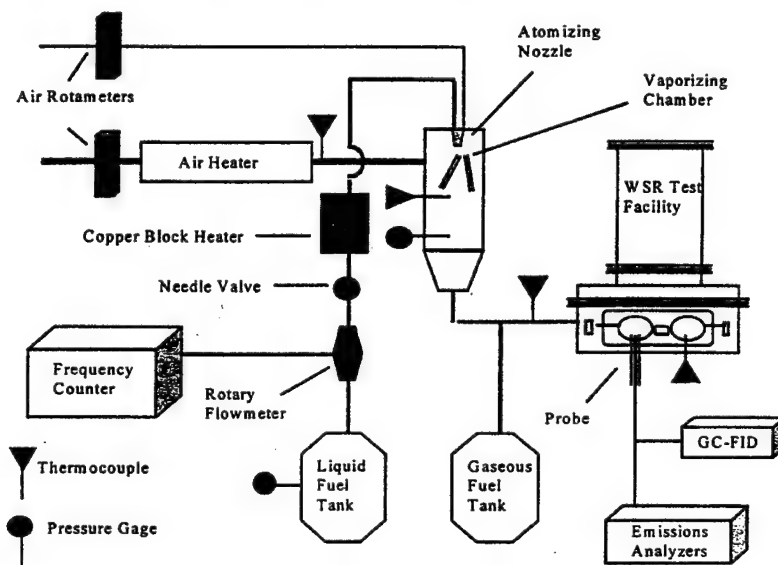 Atomizing
Nozzle
Vaporizing
Chamber
Air Rotameters
Air Heater
WSR Test
Facility
Copper Block Heater
Needle Valve
Frequency
Counter
Rotary
Flowmeter
Probe
GC-FID
Thermocouple
Liquid
Fuel
Tank
Gaseous
Fuel
Tank
Pressure Gage
Emissions
Analyzers